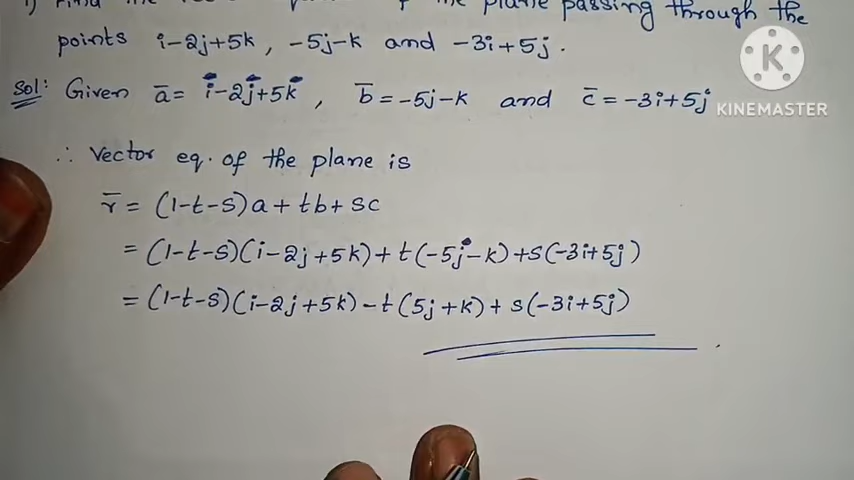 the plane passing through the
points i-2j+5k, -5j-k and -3i+5j.
Sol: Given a̅ = i-2j+5k, b̅ = -5j-k and c̅ = -3i+5j
∴ Vector eq. of the plane is
r̅ = (1-t-s)a + tb + sc
= (1-t-s)(i-2j+5k)+t(-5j-k)+s(-3i+5j)
= (1-t-s)(i-2j+5k)-t(5j+k)+s(-3i+5j)
KINEMASTER